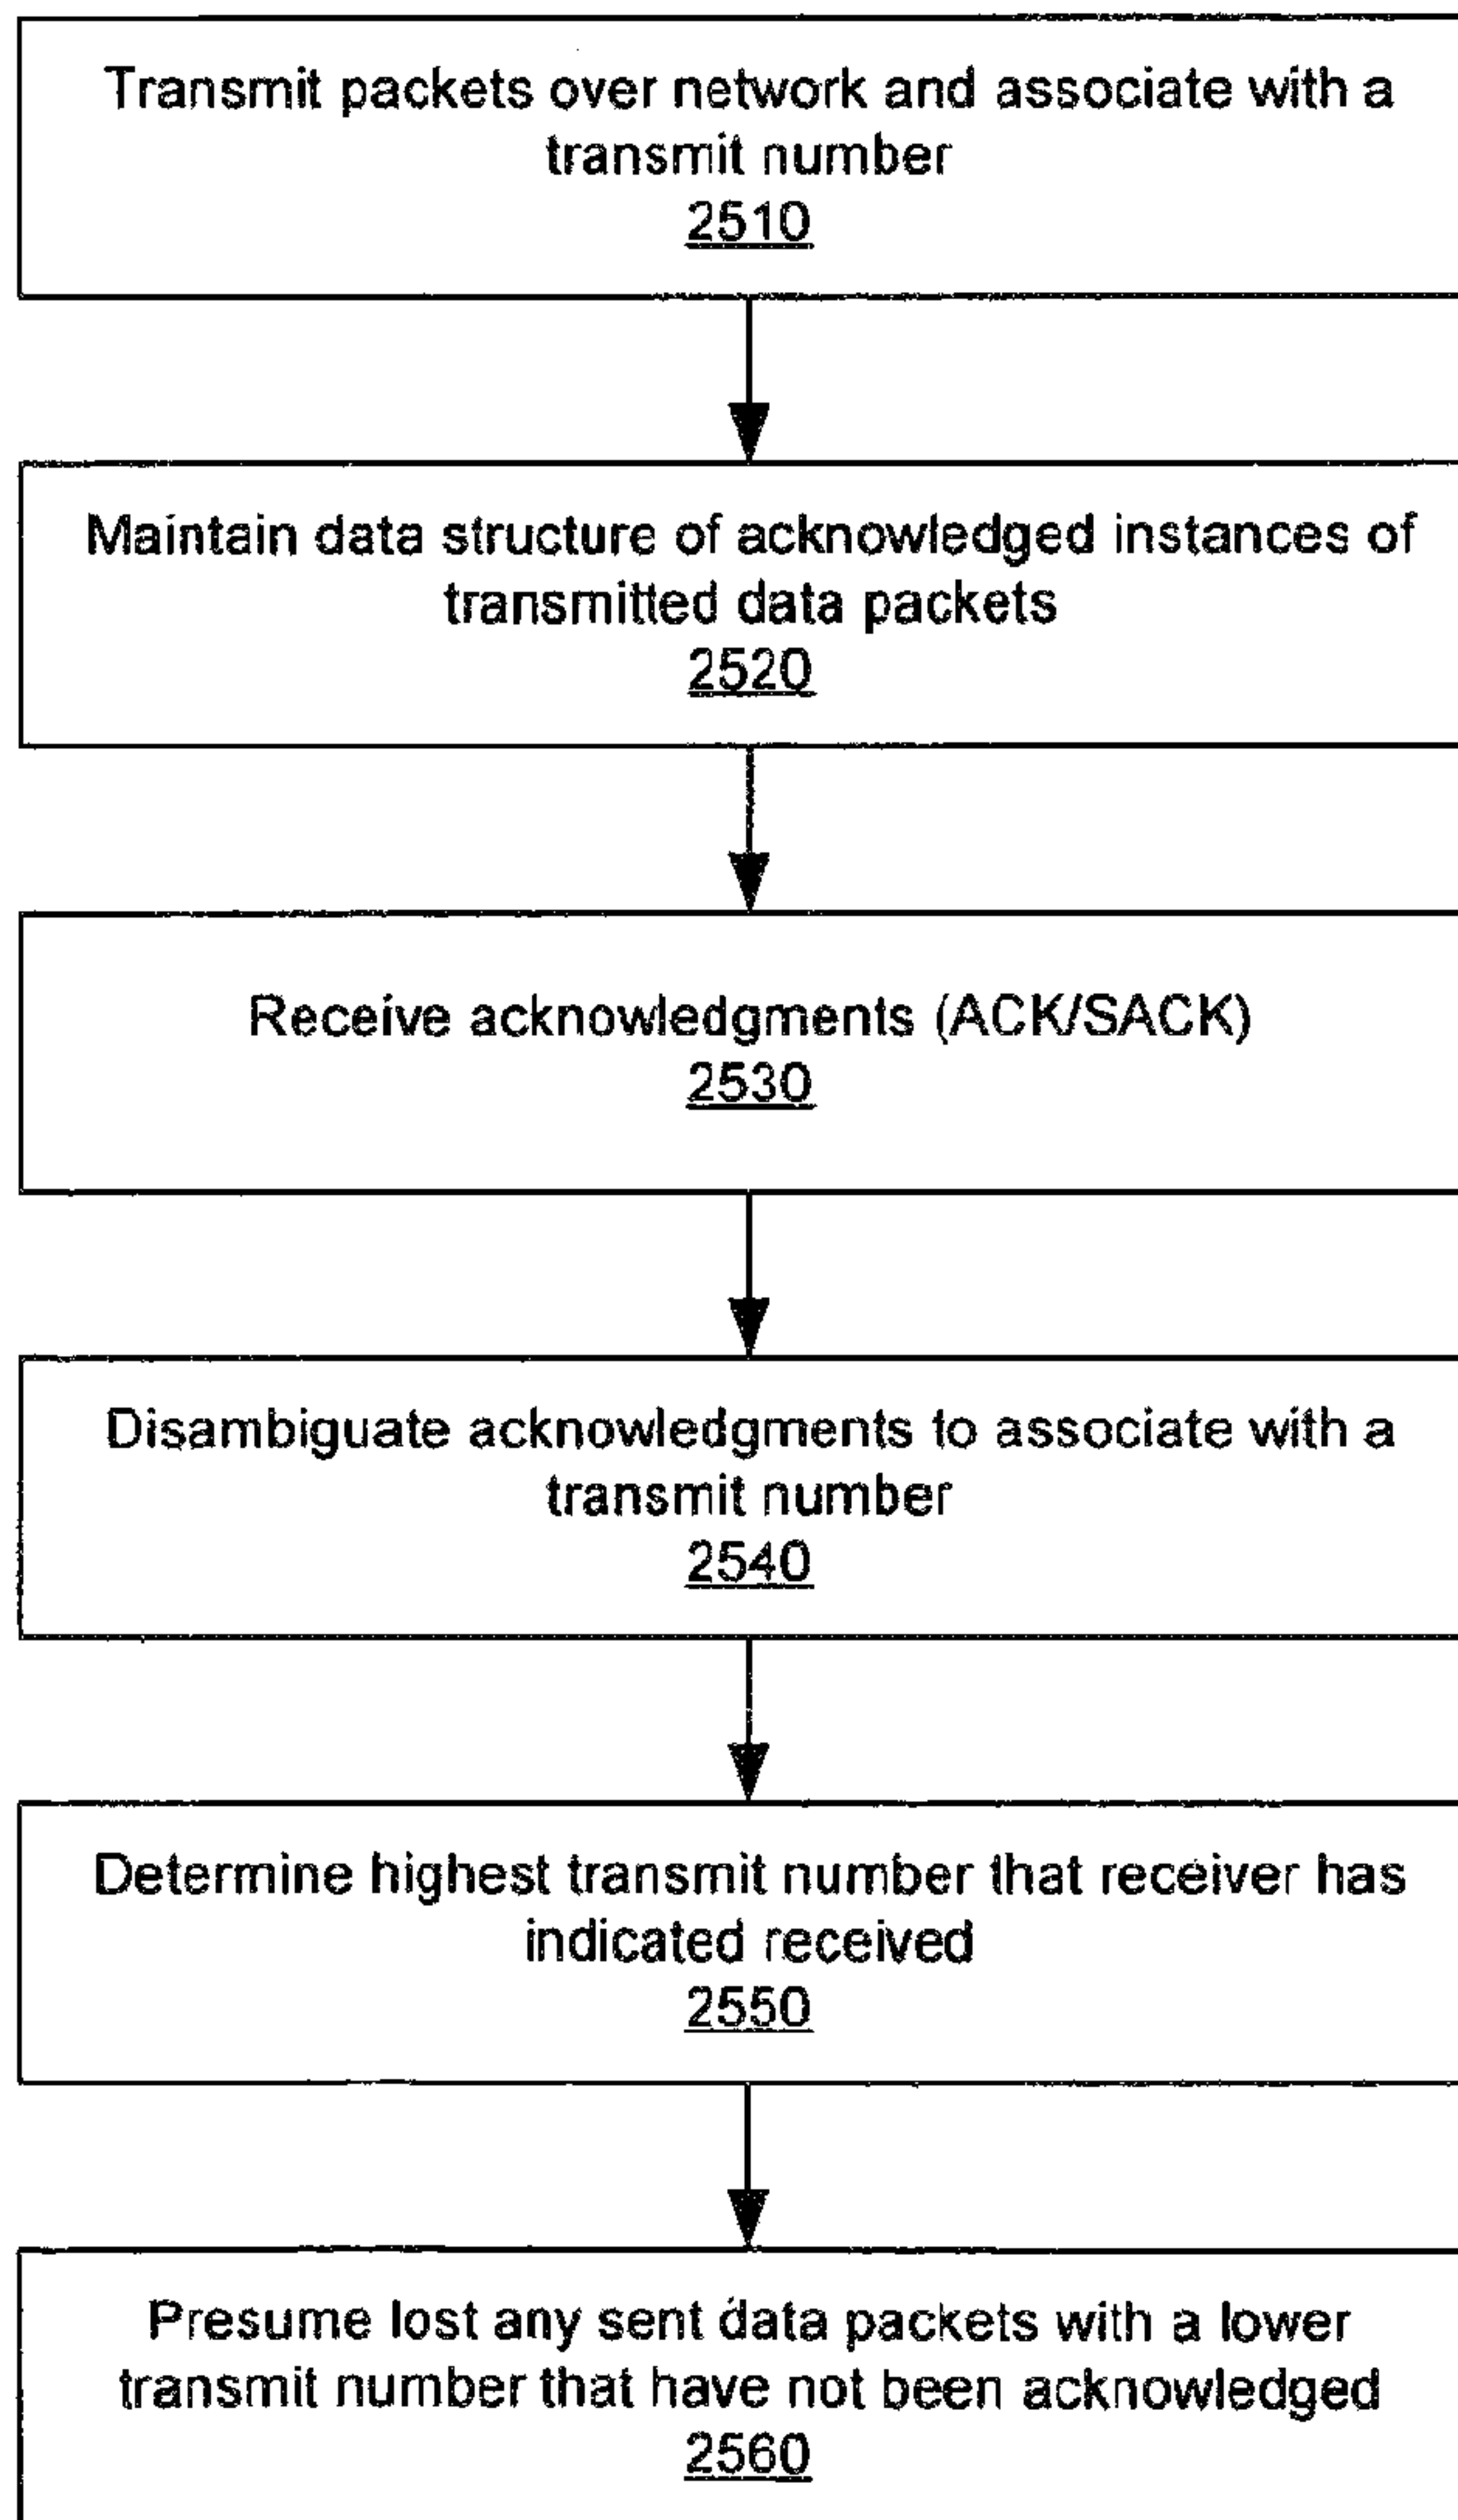 Transmit packets over network and associate with a
transmit number
2510
Maintain data structure of acknowledged instances of
transmitted data packets
2520
Receive acknowledgments (ACK/SACK)
2530
Disambiguate acknowledgments to associate with a
transmit number
2540
Determine highest transmit number that receiver has
indicated received
2550
Presume lost any sent data packets with a lower
transmit number that have not been acknowledged
2560